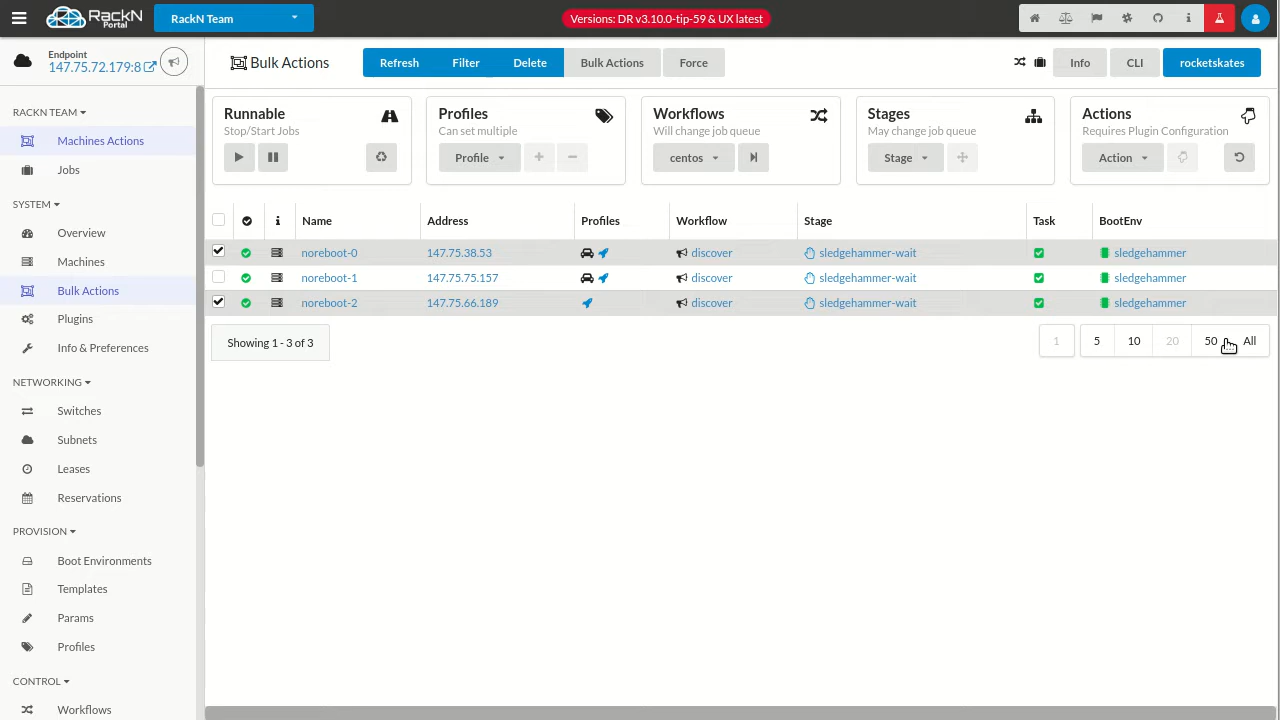 RackN Portal
RackN Team
Versions: DR v3.10.0-tip-59 & UX latest
Endpoint
147.75.72.179:8
Bulk Actions
Refresh
Filter
Delete
Bulk Actions
Force
Info
CLI
rocketskates
RACKN TEAM
Machines Actions
Jobs
SYSTEM
Overview
Machines
Bulk Actions
Plugins
Info & Preferences
NETWORKING
Switches
Subnets
Leases
Reservations
PROVISION
Boot Environments
Templates
Params
Profiles
CONTROL
Workflows
Runnable
Stop/Start Jobs
Profiles
Can set multiple
Profile
Workflows
Will change job queue
centos
Stages
May change job queue
Stage
Actions
Requires Plugin Configuration
Action
Name Address Profiles Workflow Stage Task BootEnv
noreboot-0 147.75.38.53 discover sledgehammer-wait sledgehammer
noreboot-1 147.75.75.157 discover sledgehammer-wait sledgehammer
noreboot-2 147.75.66.189 discover sledgehammer-wait sledgehammer
Showing 1 - 3 of 3
1 5 10 20 50 All